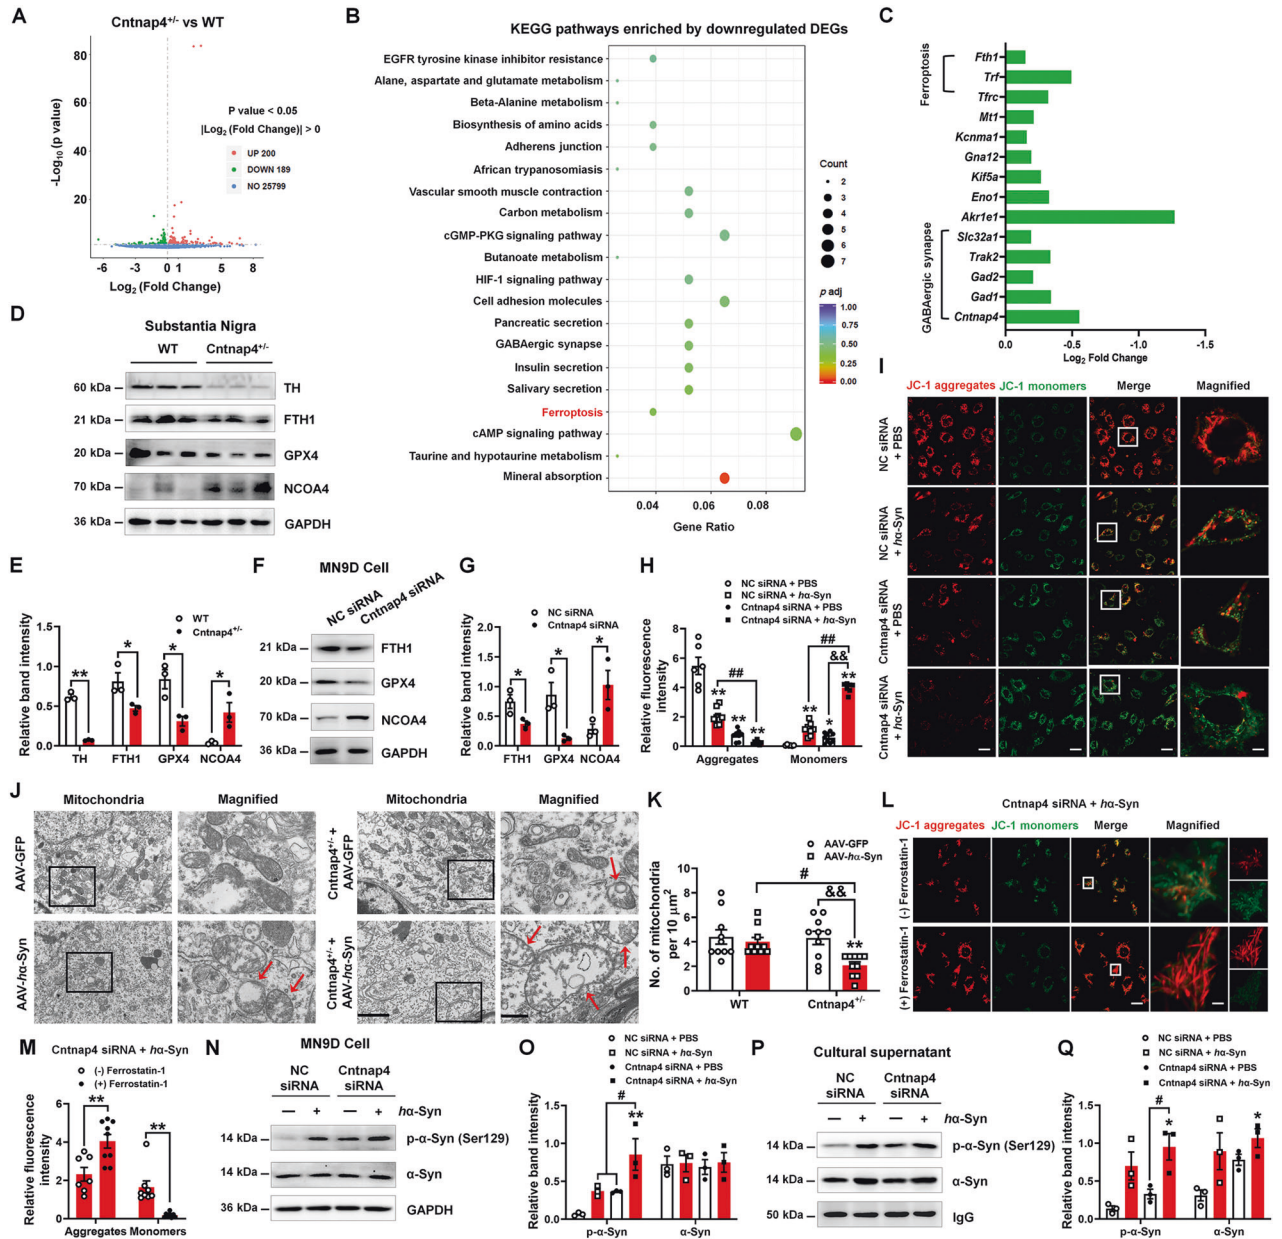 A
Cntnap4+/- vs WT
80
60
40
20
-Log10 (p value)
P value < 0.05
|Log2 (Fold Change)| > 0
UP 200
DOWN 189
NO 25799
-6 -3 0 1 5 8
Log2 (Fold Change)
B
KEGG pathways enriched by downregulated DEGs
EGFR tyrosine kinase inhibitor resistance
Alane, aspartate and glutamate metabolism
Beta-Alanine metabolism
Biosynthesis of amino acids
Adherens junction
African trypanosomiasis
Vascular smooth muscle contraction
Carbon metabolism
cGMP-PKG signaling pathway
Butanoate metabolism
HIF-1 signaling pathway
Cell adhesion molecules
Pancreatic secretion
GABAergic synapse
Insulin secretion
Salivary secretion
Ferroptosis
cAMP signaling pathway
Taurine and hypotaurine metabolism
Mineral absorption
0.04 0.06 0.08
Gene Ratio
Count
2
3
4
5
6
7
p adj
1.00
0.75
0.50
0.25
0.00
C
Ferroptosis
GABAergic synapse
Fth1
Trf
Tfrc
Mt1
Kcnma1
Gna12
Kif5a
Eno1
Akr1e1
Slc32a1
Trak2
Gad2
Gad1
Cntnap4
0.0 -0.5 -1.0 -1.5
Log2 Fold Change
D
Substantia Nigra
WT Cntnap4+/-
60 kDa TH
21 kDa FTH1
20 kDa GPX4
70 kDa NCOA4
36 kDa GAPDH
E
Relative band intensity
WT
Cntnap4+/-
1.5
1.0
0.5
0.0
** * * *
TH FTH1 GPX4 NCOA4
F
MN9D Cell
NC siRNA Cntnap4 siRNA
21 kDa FTH1
20 kDa GPX4
70 kDa NCOA4
36 kDa GAPDH
G
Relative band intensity
NC siRNA
Cntnap4 siRNA
2.0
1.5
1.0
0.5
0.0
* * *
FTH1 GPX4 NCOA4
H
NC siRNA + PBS
NC siRNA + hα-Syn
Cntnap4 siRNA + PBS
Cntnap4 siRNA + hα-Syn
Relative fluorescence intensity
8
6
4
2
0
** ## ** **
** * ## && **
Aggregates Monomers
I
JC-1 aggregates JC-1 monomers Merge Magnified
NC siRNA + PBS
NC siRNA + hα-Syn
Cntnap4 siRNA + PBS
Cntnap4 siRNA + hα-Syn
J
Mitochondria Magnified Mitochondria Magnified
AAV-GFP
Cntnap4+/- + AAV-GFP
AAV-hα-Syn
Cntnap4+/- + AAV-hα-Syn
K
AAV-GFP
AAV-hα-Syn
No. of mitochondria per 10 μm2
10
8
6
4
2
0
# && **
WT Cntnap4+/-
L
Cntnap4 siRNA + hα-Syn
JC-1 aggregates JC-1 monomers Merge Magnified
(-) Ferrostatin-1
(+) Ferrostatin-1
M
Cntnap4 siRNA + hα-Syn
(-) Ferrostatin-1
(+) Ferrostatin-1
Relative fluorescence intensity
6
4
2
0
** **
Aggregates Monomers
N
MN9D Cell
NC siRNA Cntnap4 siRNA
— + — + hα-Syn
14 kDa p-α-Syn (Ser129)
14 kDa α-Syn
36 kDa GAPDH
O
NC siRNA + PBS
NC siRNA + hα-Syn
Cntnap4 siRNA + PBS
Cntnap4 siRNA + hα-Syn
Relative band intensity
1.5
1.0
0.5
0.0
# **
p-α-Syn α-Syn
P
Cultural supernatant
NC siRNA Cntnap4 siRNA
— + — + hα-Syn
14 kDa p-α-Syn (Ser129)
14 kDa α-Syn
50 kDa IgG
Q
NC siRNA + PBS
NC siRNA + hα-Syn
Cntnap4 siRNA + PBS
Cntnap4 siRNA + hα-Syn
Relative band intensity
1.5
1.0
0.5
0.0
# * *
p-α-Syn α-Syn